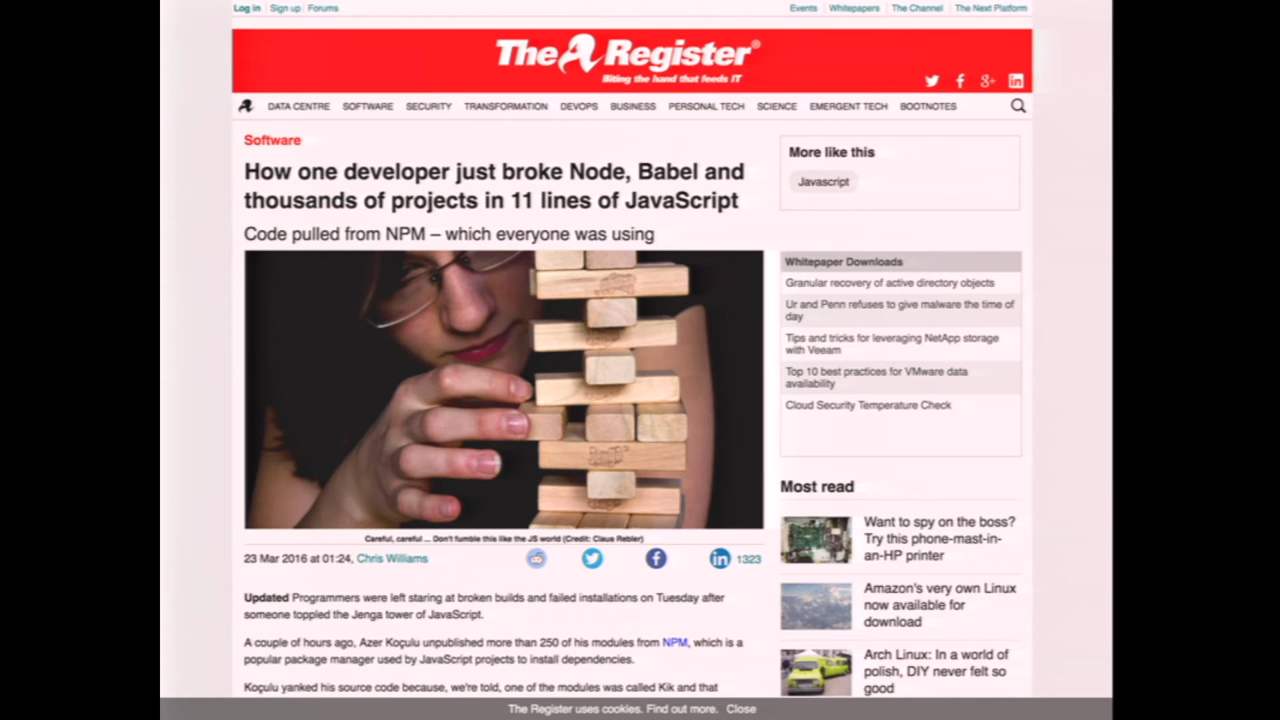 Log in | Sign up | Forums
Events | Whitepapers | The Channel | The Next Platform
The Register®
Biting the hand that feeds IT
DATA CENTRE SOFTWARE SECURITY TRANSFORMATION DEVOPS BUSINESS PERSONAL TECH SCIENCE EMERGENT TECH BOOTNOTES
Software
How one developer just broke Node, Babel and
thousands of projects in 11 lines of JavaScript
Code pulled from NPM – which everyone was using
Careful, careful ... Don't fumble this like the JS world (Credit: Claus Rebler)
23 Mar 2016 at 01:24, Chris Williams
1323
Updated Programmers were left staring at broken builds and failed installations on Tuesday after
someone toppled the Jenga tower of JavaScript.
A couple of hours ago, Azer Koçulu unpublished more than 250 of his modules from NPM, which is a
popular package manager used by JavaScript projects to install dependencies.
Koçulu yanked his source code because, we're told, one of the modules was called Kik and that
More like this
Javascript
Whitepaper Downloads
Granular recovery of active directory objects
Ur and Penn refuses to give malware the time of
day
Tips and tricks for leveraging NetApp storage
with Veeam
Top 10 best practices for VMware data
availability
Cloud Security Temperature Check
Most read
Want to spy on the boss?
Try this phone-mast-in-
an-HP printer
Amazon's very own Linux
now available for
download
Arch Linux: In a world of
polish, DIY never felt so
good
The Register uses cookies. Find out more. Close